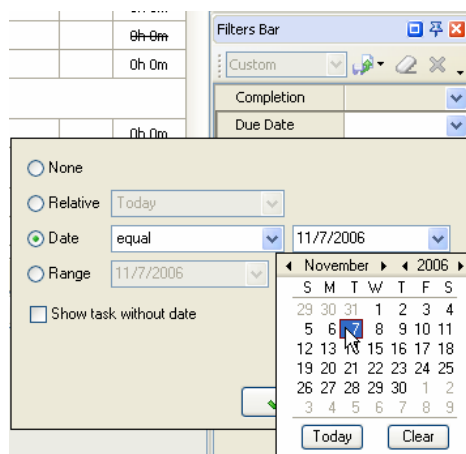 0h 0m
Filters Bar
0h 0m
Custom
Completion
0h 0m
Due Date
None
Relative Today
Date equal 11/7/2006
Range 11/7/2006
November 2006
S M T W T F S
29 30 31 1 2 3 4
5 6 7 8 9 10 11
12 13 14 15 16 17 18
19 20 21 22 23 24 25
26 27 28 29 30 1 2
3 4 5 6 7 8 9
Show task without date
Today Clear